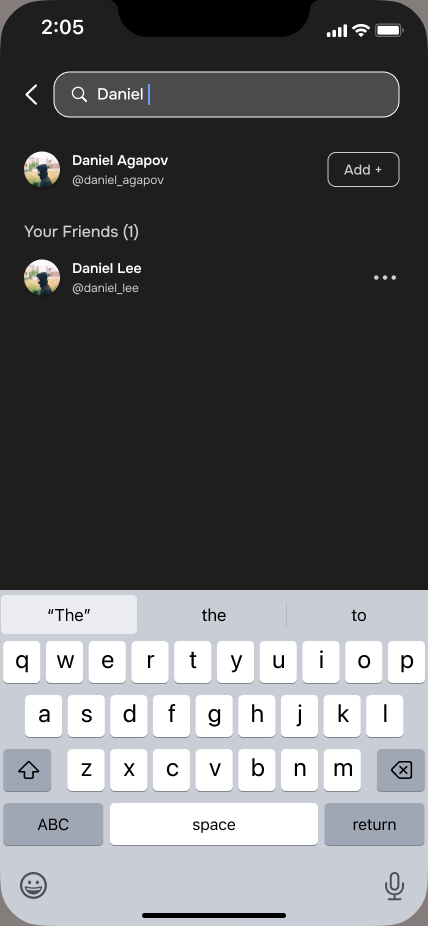 2:05
Daniel
Daniel Agapov
@daniel_agapov
Add +
Your Friends (1)
Daniel Lee
@daniel_lee
“The” the to
q w e r t y u i o p
a s d f g h j k l
z x c v b n m
ABC space return